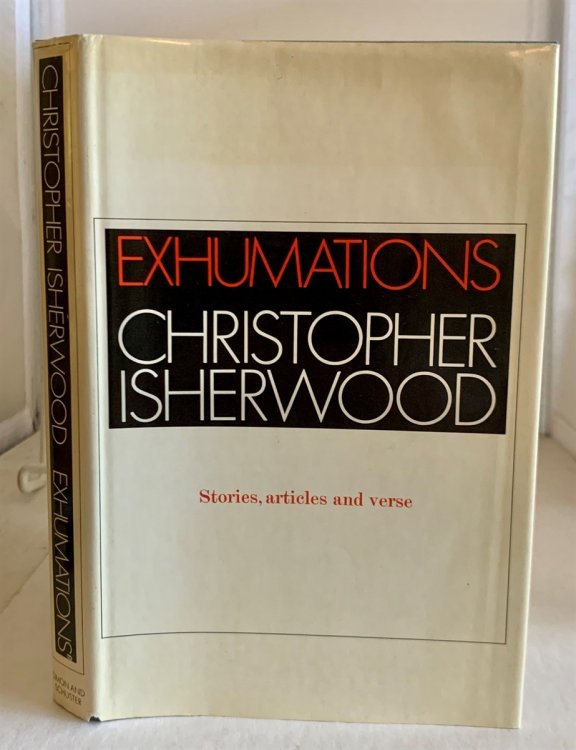 EXHUMATIONS
CHRISTOPHER
ISHERWOOD
Stories, articles and verse
CHRISTOPHER ISHERWOOD EXHUMATIONS
SIMON AND
SCHUSTER